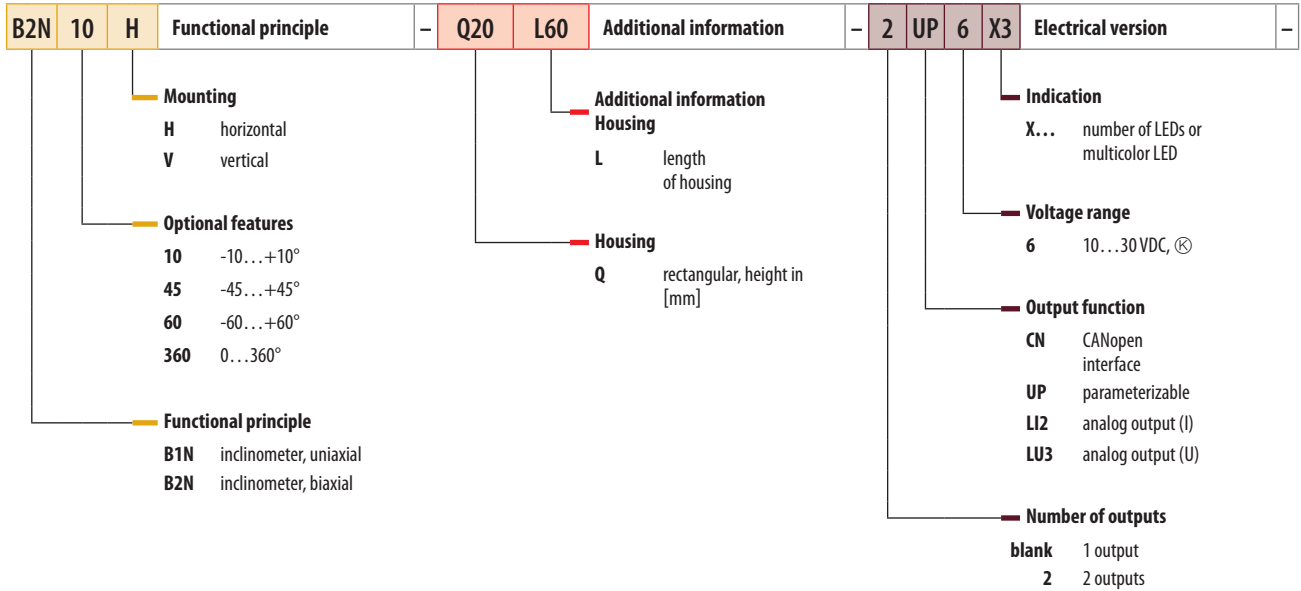 B2N 10 H Functional principle – Q20 L60 Additional information – 2 UP 6 X3 Electrical version –
Mounting
H horizontal
V vertical
Optional features
10 -10…+10°
45 -45…+45°
60 -60…+60°
360 0…360°
Functional principle
B1N inclinometer, uniaxial
B2N inclinometer, biaxial
Additional information
Housing
L length
of housing
Housing
Q rectangular, height in
[mm]
Indication
X… number of LEDs or
multicolor LED
Voltage range
6 10…30 VDC, Ⓚ
Output function
CN CANopen
interface
UP parameterizable
LI2 analog output (I)
LU3 analog output (U)
Number of outputs
blank 1 output
2 2 outputs